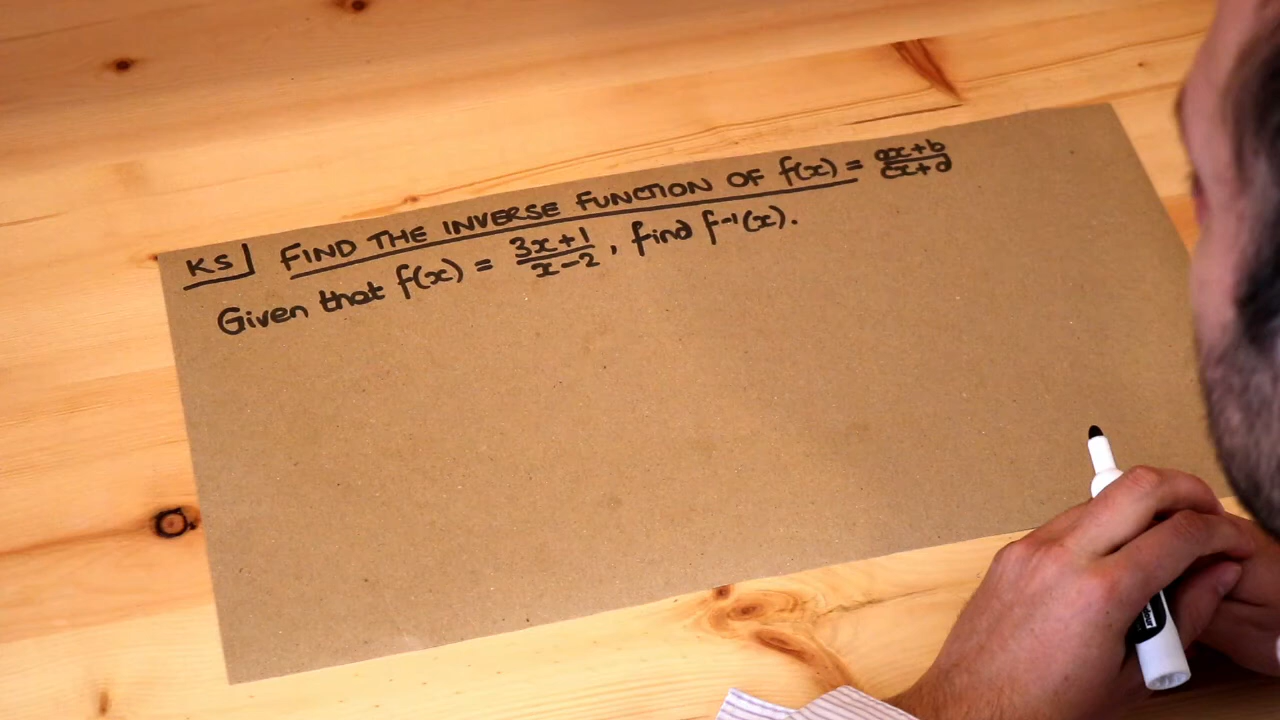 KS FIND THE INVERSE FUNCTION OF f(x) = ax+b/cx+d
Given that f(x) = 3x+1/x-2, find f⁻¹(x).